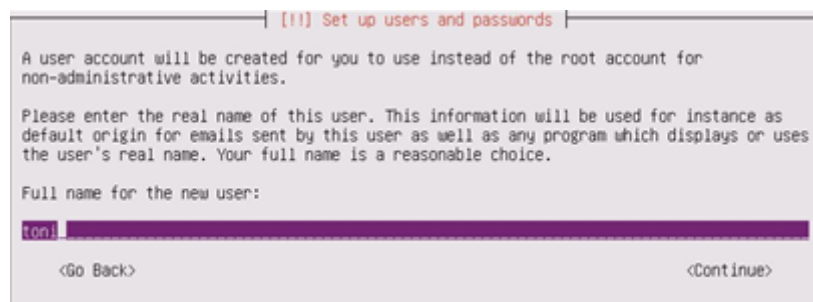 [!!] Set up users and passwords
A user account will be created for you to use instead of the root account for
non-administrative activities.
Please enter the real name of this user. This information will be used for instance as
default origin for emails sent by this user as well as any program which displays or uses
the user's real name. Your full name is a reasonable choice.
Full name for the new user:
toni
<Go Back> <Continue>